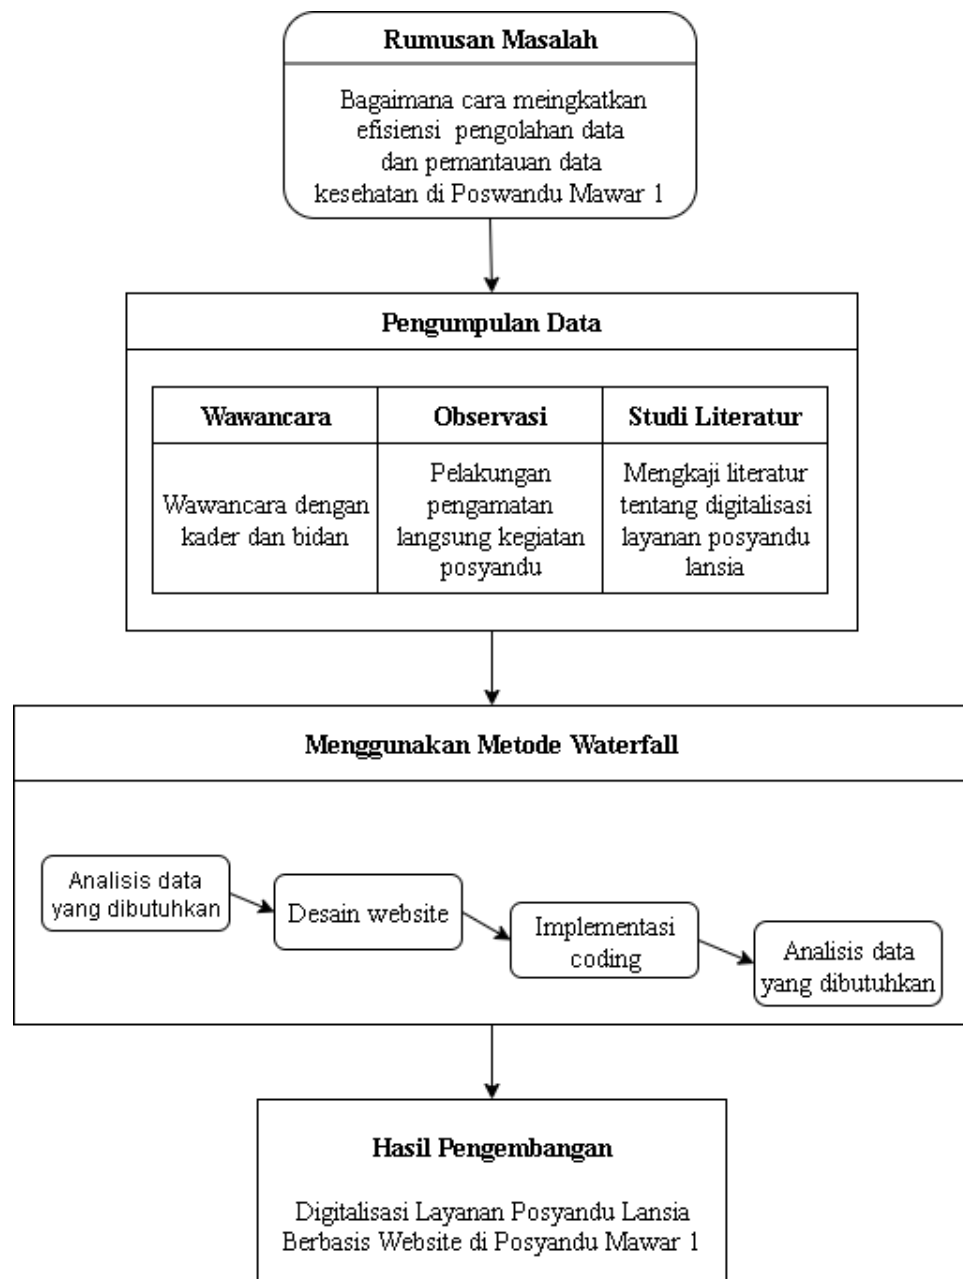 Rumusan Masalah
Bagaimana cara meingkatkan
efisiensi pengolahan data
dan pemantauan data
kesehatan di Poswandu Mawar 1
Pengumpulan Data
Wawancara
Wawancara dengan
kader dan bidan
Observasi
Pelakungan
pengamatan
langsung kegiatan
posyandu
Studi Literatur
Mengkaji literatur
tentang digitalisasi
layanan posyandu
lansia
Menggunakan Metode Waterfall
Analisis data
yang dibutuhkan
Desain website
Implementasi
coding
Analisis data
yang dibutuhkan
Hasil Pengembangan
Digitalisasi Layanan Posyandu Lansia
Berbasis Website di Posyandu Mawar 1